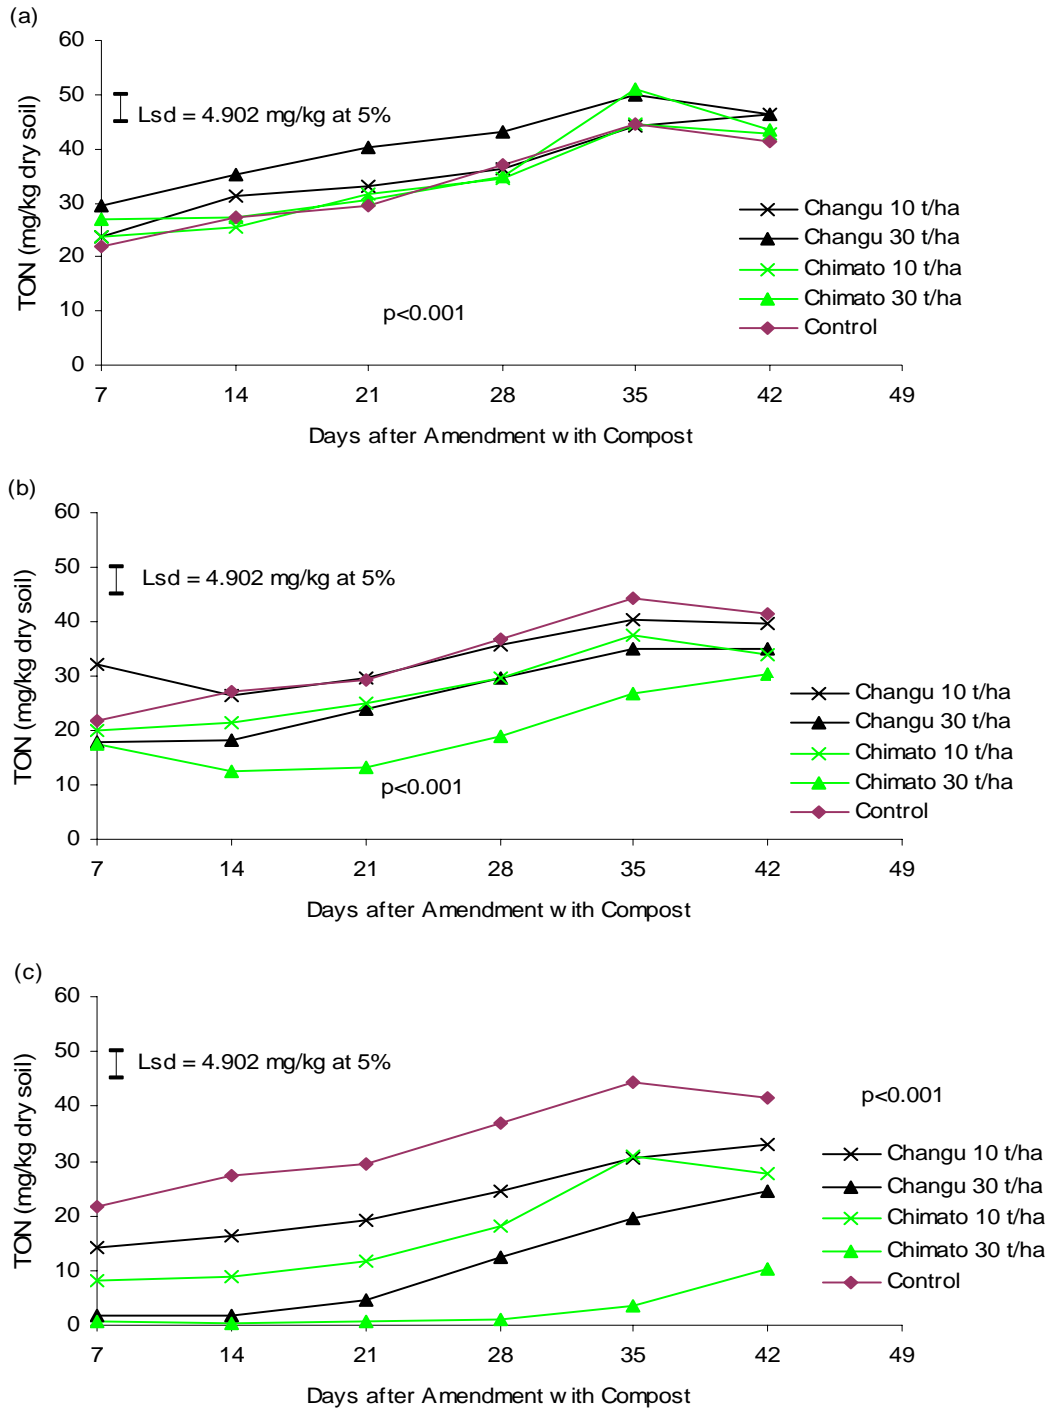 (a)
60
50
40
30
20
10
0
TON (mg/kg dry soil)
Lsd = 4.902 mg/kg at 5%
p<0.001
Changu 10 t/ha
Changu 30 t/ha
Chimato 10 t/ha
Chimato 30 t/ha
Control
7 14 21 28 35 42 49
Days after Amendment with Compost
(b)
60
50
40
30
20
10
0
TON (mg/kg dry soil)
Lsd = 4.902 mg/kg at 5%
p<0.001
Changu 10 t/ha
Changu 30 t/ha
Chimato 10 t/ha
Chimato 30 t/ha
Control
7 14 21 28 35 42 49
Days after Amendment with Compost
(c)
60
50
40
30
20
10
0
TON (mg/kg dry soil)
Lsd = 4.902 mg/kg at 5%
p<0.001
Changu 10 t/ha
Changu 30 t/ha
Chimato 10 t/ha
Chimato 30 t/ha
Control
7 14 21 28 35 42 49
Days after Amendment with Compost